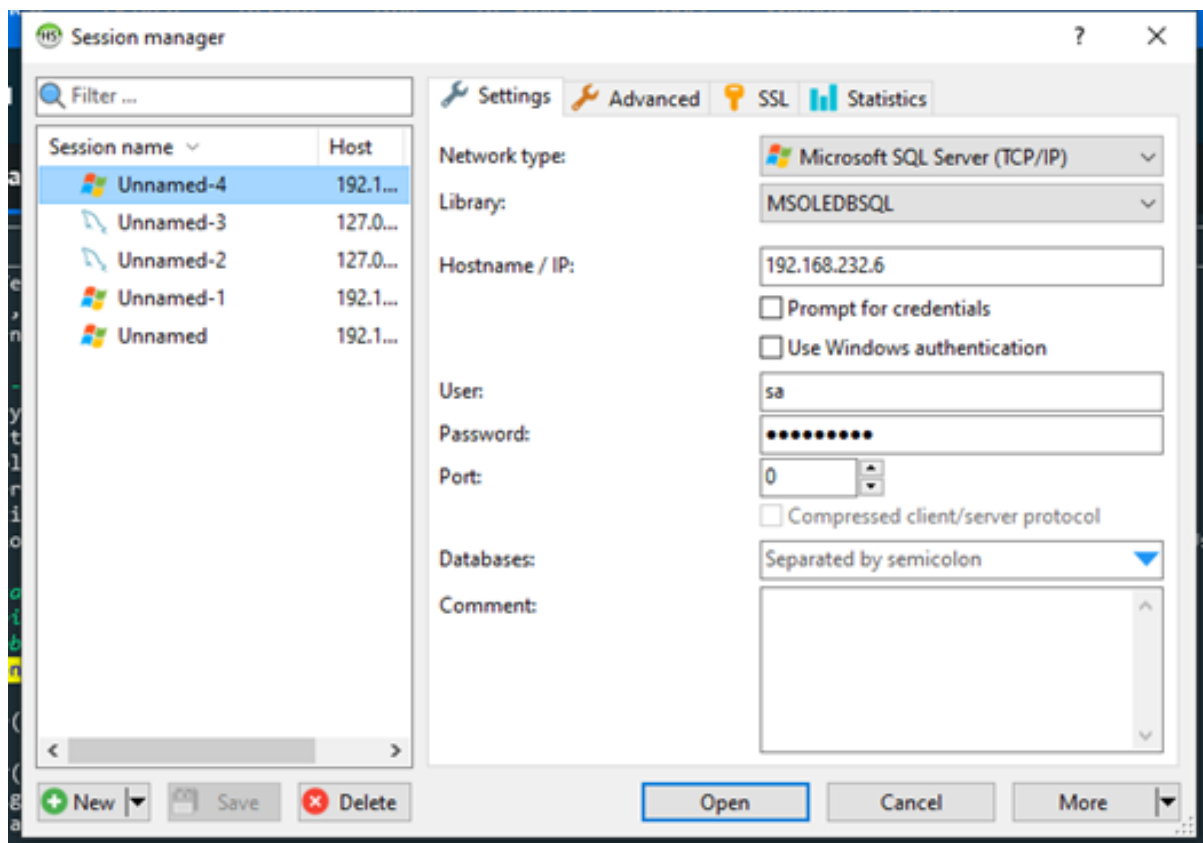 HS Session manager ? ×
Filter ...
Settings Advanced SSL Statistics
Session name Host
Unnamed-4 192.1...
Unnamed-3 127.0...
Unnamed-2 127.0...
Unnamed-1 192.1...
Unnamed 192.1...
Network type: Microsoft SQL Server (TCP/IP)
Library: MSOLEDBSQL
Hostname / IP: 192.168.232.6
Prompt for credentials
Use Windows authentication
User: sa
Password: •••••••••
Port: 0
Compressed client/server protocol
Databases: Separated by semicolon
Comment:
New Save Delete Open Cancel More